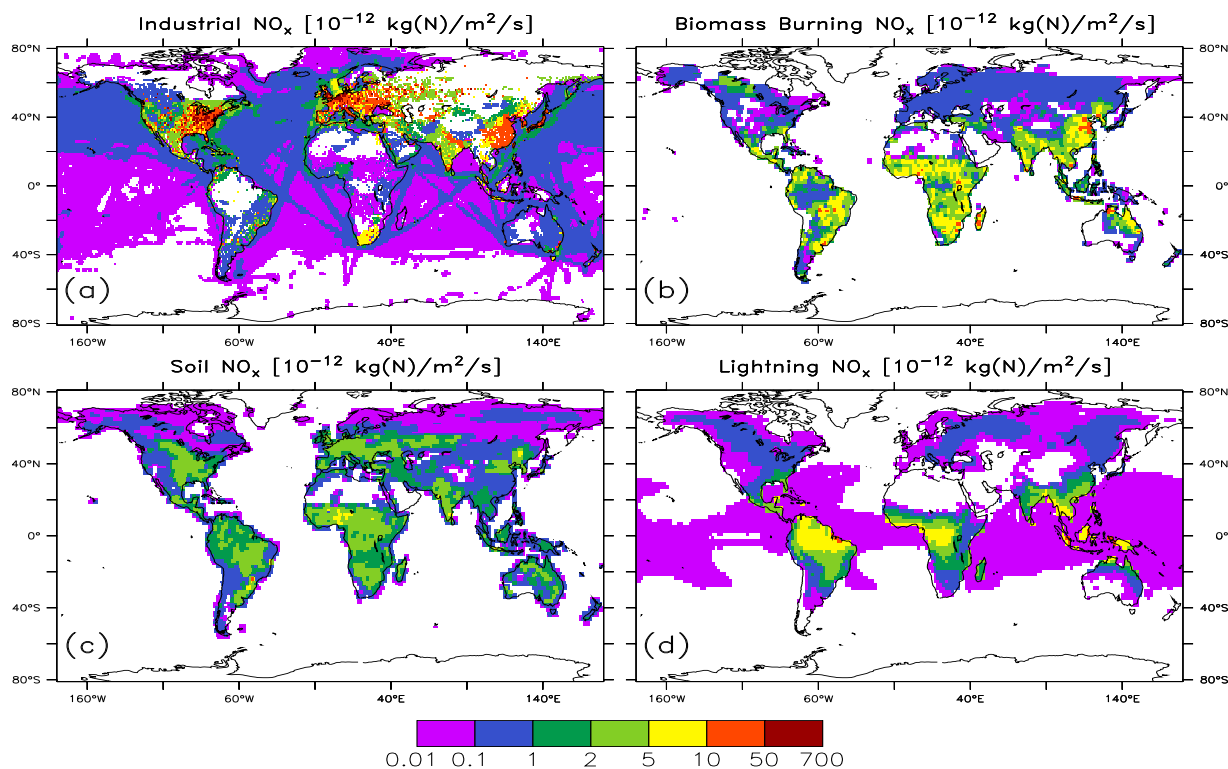 Industrial NOx [10−12 kg(N)/m2/s]
Biomass Burning NOx [10−12 kg(N)/m2/s]
80°N
80°N
40°N
40°N
0°
0°
40°S
40°S
(a)
(b)
80°S
80°S
160°W 60°W 40°E 140°E
160°W 60°W 40°E 140°E
Soil NOx [10−12 kg(N)/m2/s]
Lightning NOx [10−12 kg(N)/m2/s]
80°N
80°N
40°N
40°N
0°
0°
40°S
40°S
(c)
(d)
80°S
80°S
160°W 60°W 40°E 140°E
160°W 60°W 40°E 140°E
0.01 0.1 1 2 5 10 50 700